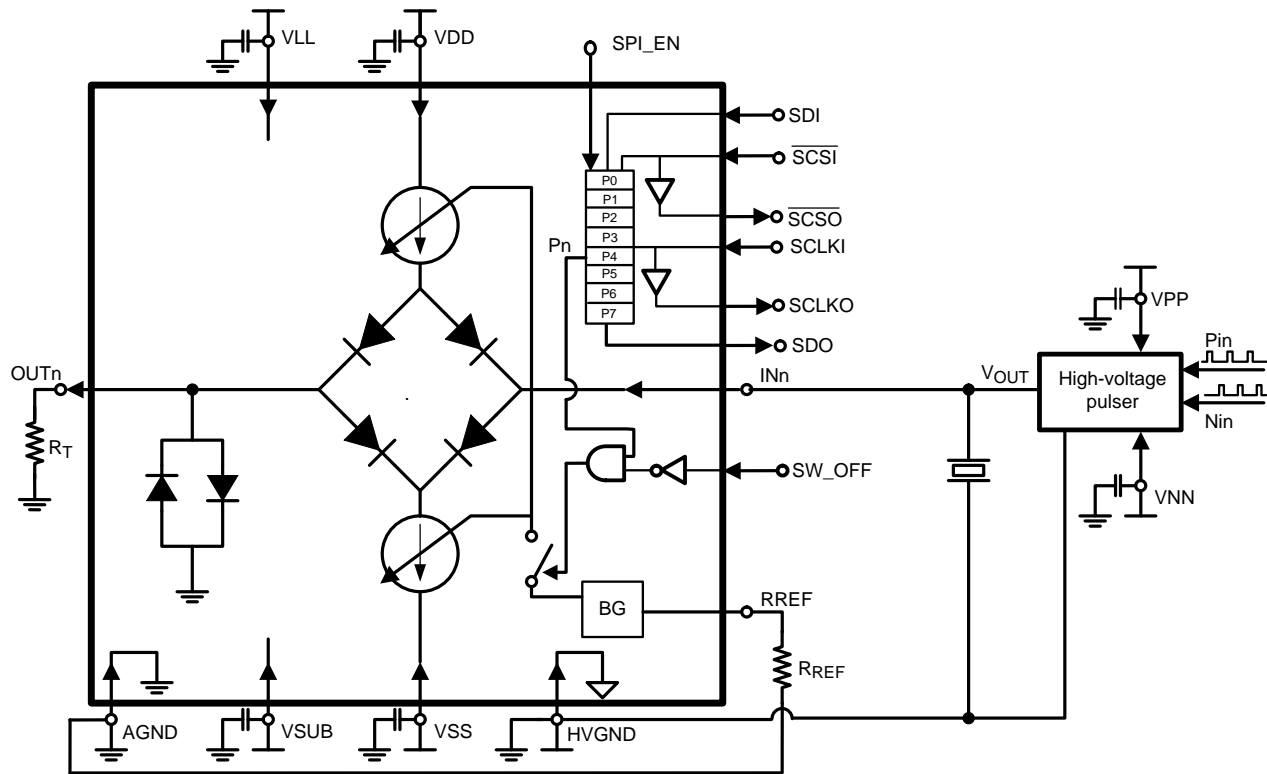 VLL
VDD
SPI_EN
SDI
SCSI
P0
P1
P2
SCSO
P3
SCLKI
Pn
P4
P5
P6
SCLKO
P7
SDO
VPP
Pin
OUTn
INn
VOUT
High-voltage
pulser
Nin
RT
SW_OFF
VNN
BG
RREF
RREF
AGND
VSUB
VSS
HVGND